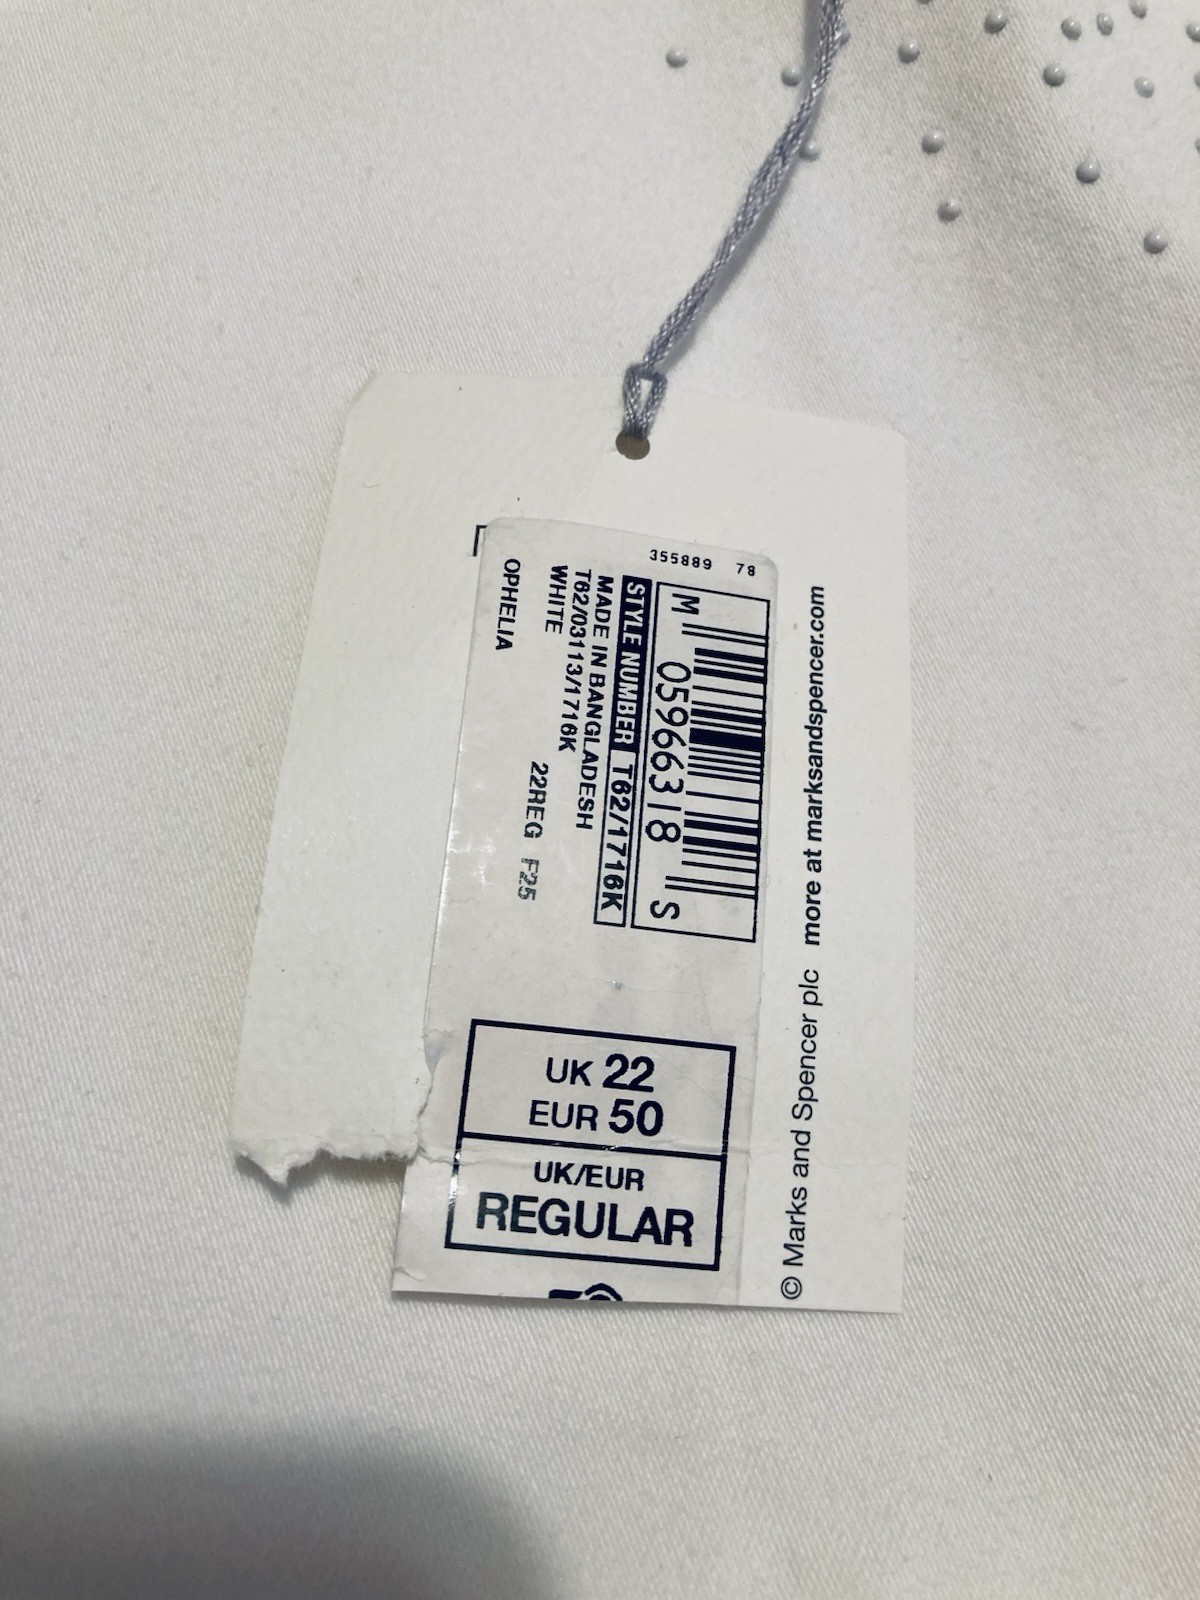 355889 78
M 05966318 S
STYLE NUMBER T62/1716K
MADE IN BANGLADESH
T62/03113/1716K
WHITE
22REG F25
OPHELIA
UK 22
EUR 50
UK/EUR
REGULAR
© Marks and Spencer plc more at marksandspencer.com